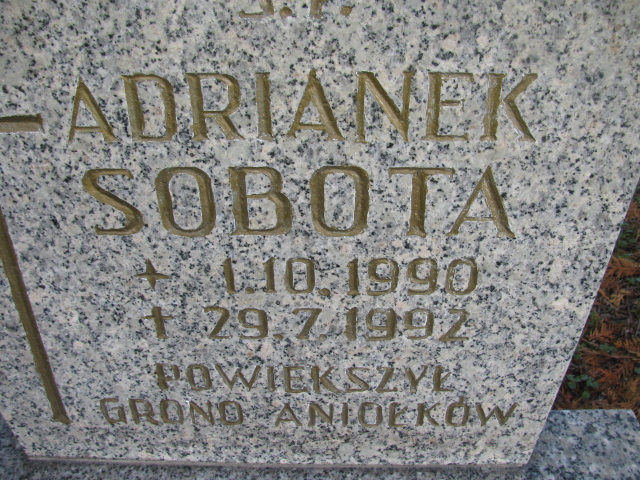 Ś.P.
ADRIANEK
SOBOTA
1.10.1990
29.7.1992
POWIĘKSZYŁ
GRONO ANIOŁKÓW